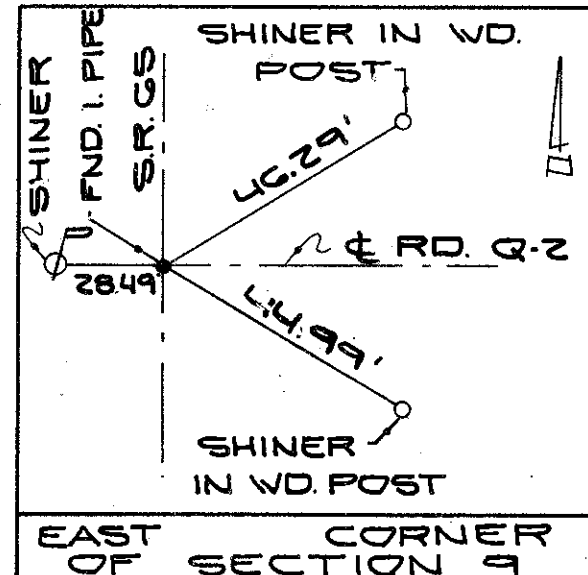 SHINER IN WD.
POST
SHINER
FND. I. PIPE
S.R. 65
46.29'
℄ RD. Q-2
28.49'
44.99'
SHINER
IN WD. POST
EAST CORNER
OF SECTION 9